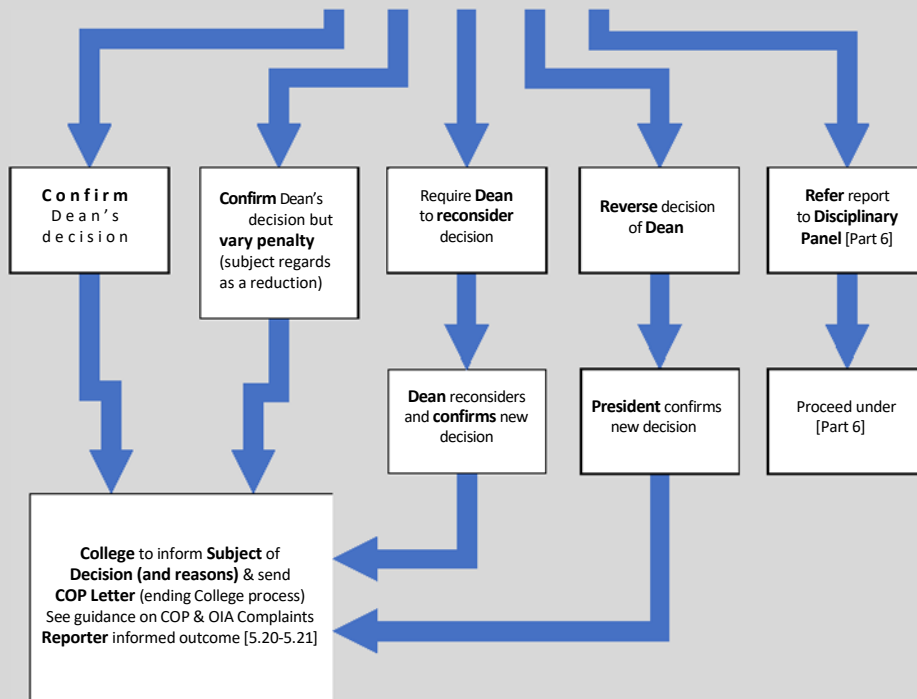 Confirm
Dean's
decision
Confirm Dean's
decision but
vary penalty
(subject regards
as a reduction)
Require Dean
to reconsider
decision
Reverse decision
of Dean
Refer report
to Disciplinary
Panel [Part 6]
Dean reconsiders
and confirms new
decision
President confirms
new decision
Proceed under
[Part 6]
College to inform Subject of
Decision (and reasons) & send
COP Letter (ending College process)
See guidance on COP & OIA Complaints
Reporter informed outcome [5.20-5.21]